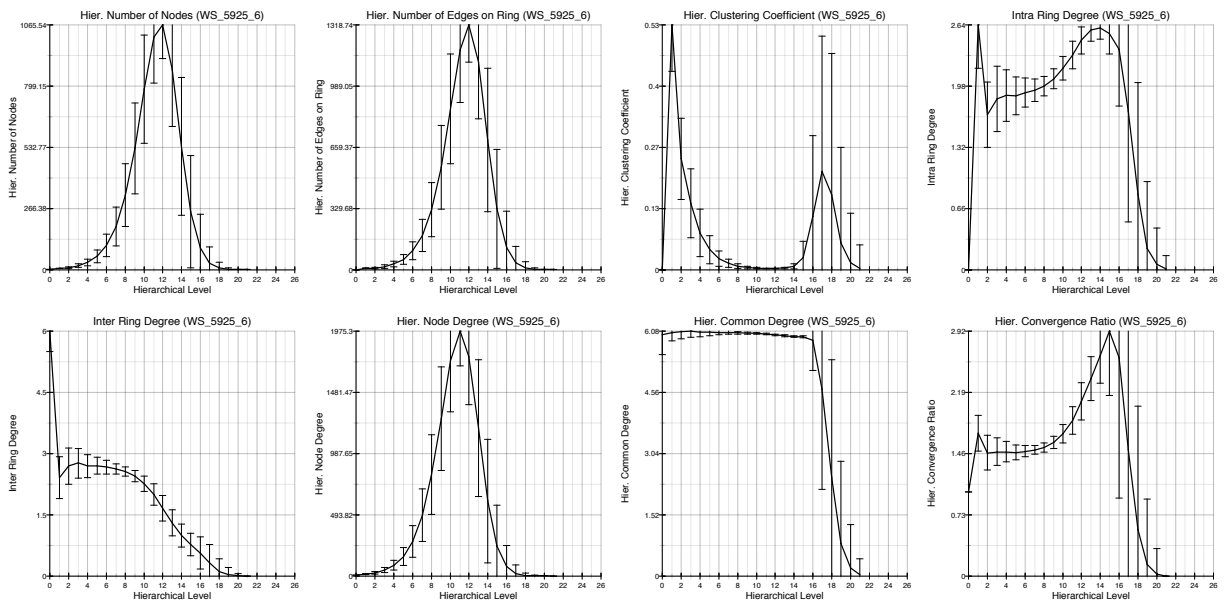 Hier. Number of Nodes (WS_5925_6)
Hier. Number of Nodes
1065.54
799.15
532.77
266.38
0
0 2 4 6 8 10 12 14 16 18 20 22 24 26
Hierarchical Level
Hier. Number of Edges on Ring (WS_5925_6)
Hier. Number of Edges on Ring
1318.74
989.05
659.37
329.68
0
0 2 4 6 8 10 12 14 16 18 20 22 24 26
Hierarchical Level
Hier. Clustering Coefficient (WS_5925_6)
Hier. Clustering Coefficient
0.53
0.4
0.27
0.13
0
0 2 4 6 8 10 12 14 16 18 20 22 24 26
Hierarchical Level
Intra Ring Degree (WS_5925_6)
Intra Ring Degree
2.64
1.98
1.32
0.66
0
0 2 4 6 8 10 12 14 16 18 20 22 24 26
Hierarchical Level
Inter Ring Degree (WS_5925_6)
Inter Ring Degree
6
4.5
3
1.5
0
0 2 4 6 8 10 12 14 16 18 20 22 24 26
Hierarchical Level
Hier. Node Degree (WS_5925_6)
Hier. Node Degree
1975.3
1481.47
987.65
493.82
0
0 2 4 6 8 10 12 14 16 18 20 22 24 26
Hierarchical Level
Hier. Common Degree (WS_5925_6)
Hier. Common Degree
6.08
4.56
3.04
1.52
0
0 2 4 6 8 10 12 14 16 18 20 22 24 26
Hierarchical Level
Hier. Convergence Ratio (WS_5925_6)
Hier. Convergence Ratio
2.92
2.19
1.46
0.73
0
0 2 4 6 8 10 12 14 16 18 20 22 24 26
Hierarchical Level